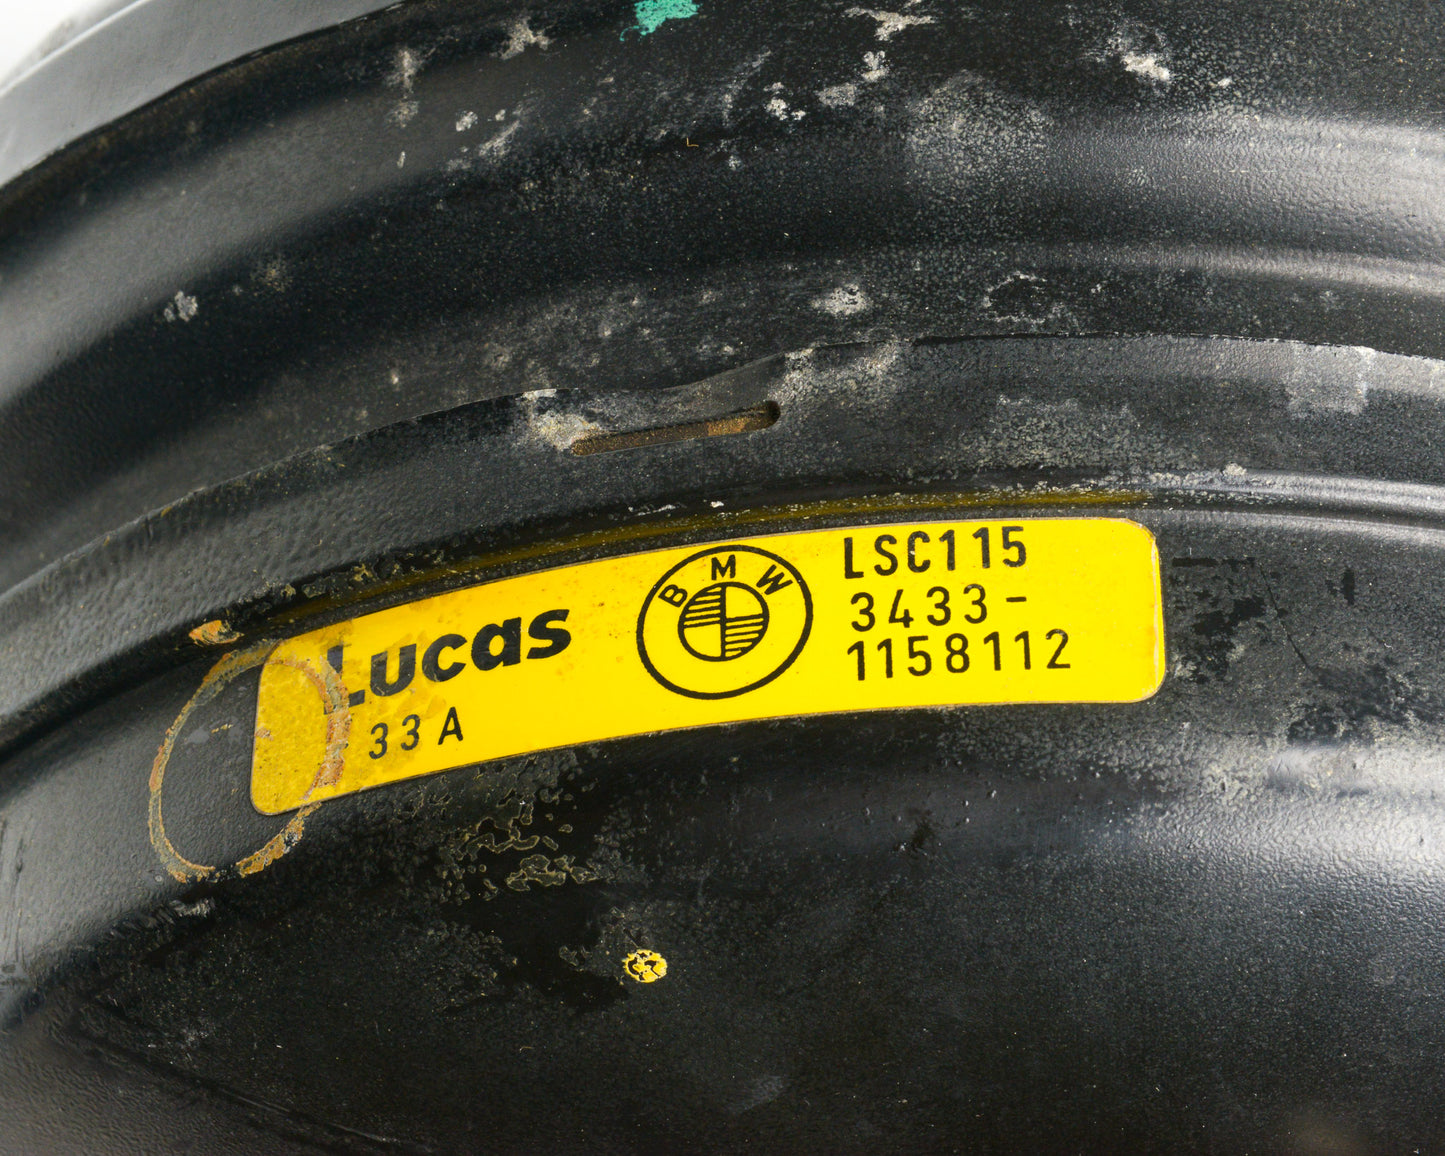 Lucas
33 A
BMW
LSC115
3433-
1158112